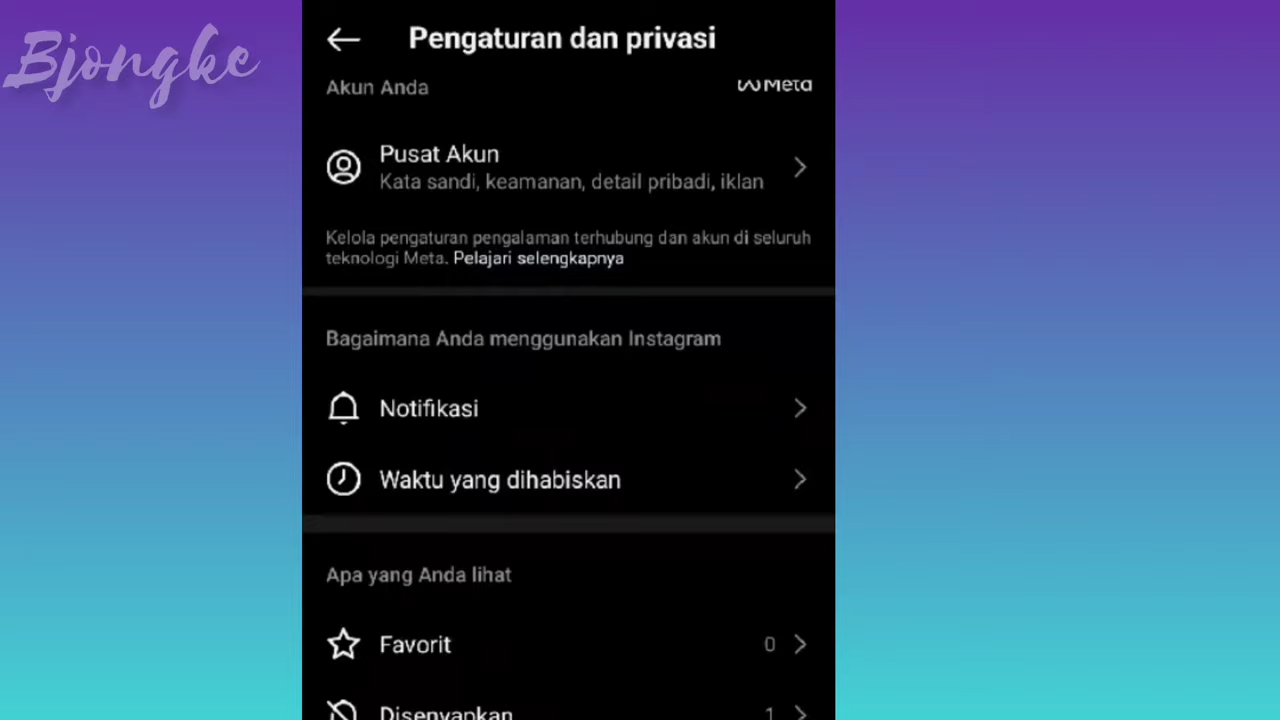 Bjongke
Pengaturan dan privasi
Akun Anda
Meta
Pusat Akun
Kata sandi, keamanan, detail pribadi, iklan
Kelola pengaturan pengalaman terhubung dan akun di seluruh
teknologi Meta. Pelajari selengkapnya
Bagaimana Anda menggunakan Instagram
Notifikasi
Waktu yang dihabiskan
Apa yang Anda lihat
Favorit 0
Disenyapkan 1